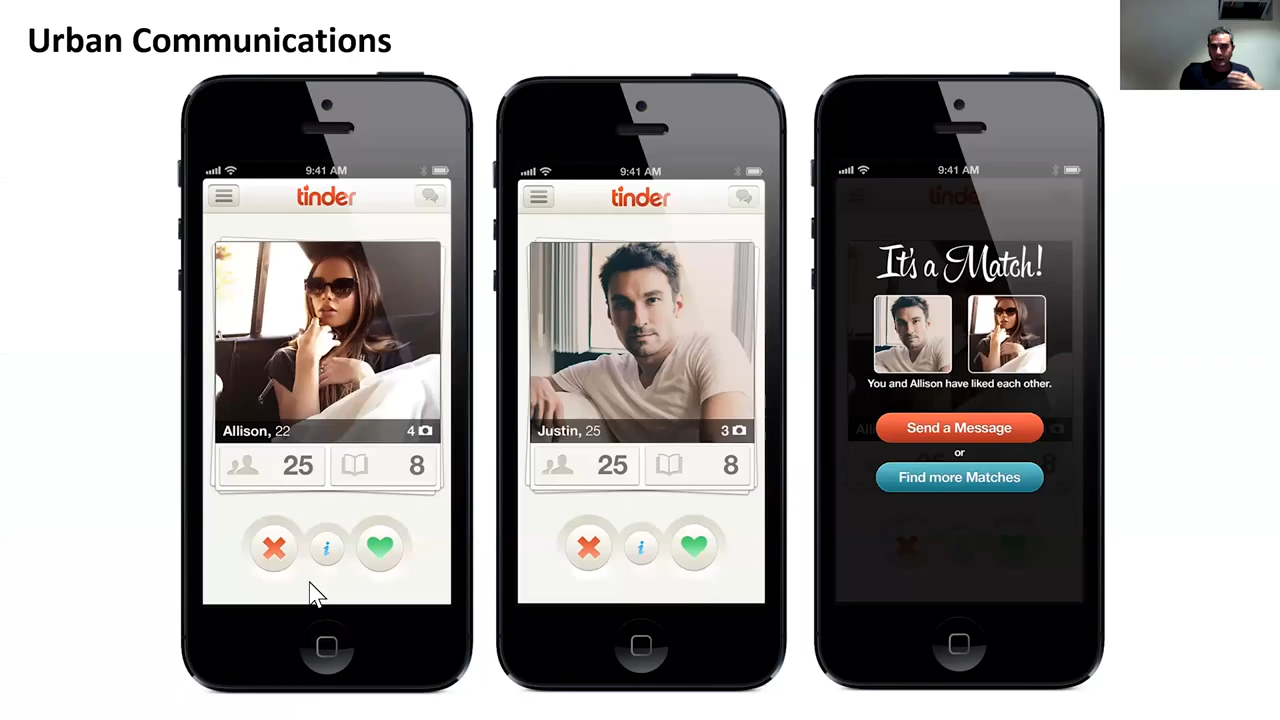 Urban Communications
9:41 AM
tinder
Allison, 22
4
25
8
9:41 AM
tinder
Justin, 25
3
25
8
9:41 AM
tinder
It's a Match!
You and Allison have liked each other.
Send a Message
or
Find more Matches